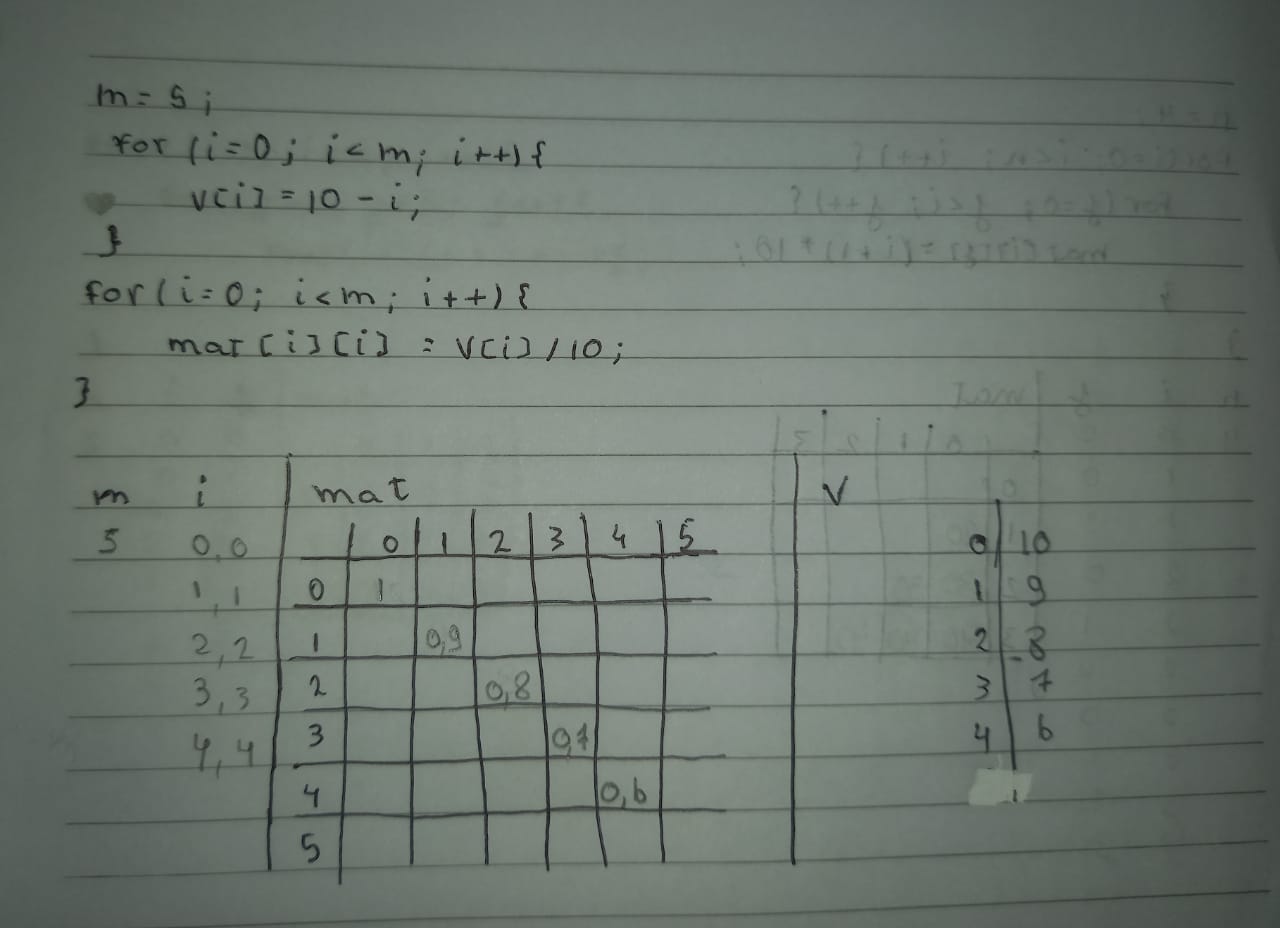 m = 5;
for (i=0; i<m; i++) {
v[i] = 10 - i;
}
for (i=0; i<m; i++) {
mat [i][i] = v[i] / 10;
}
m i mat v
5 0,0 0 1 2 3 4 5 0 10
1,1 0 1 1 9
2,2 1 0,9 2 8
3,3 2 0,8 3 7
4,4 3 0,7 4 6
4 0,6
5